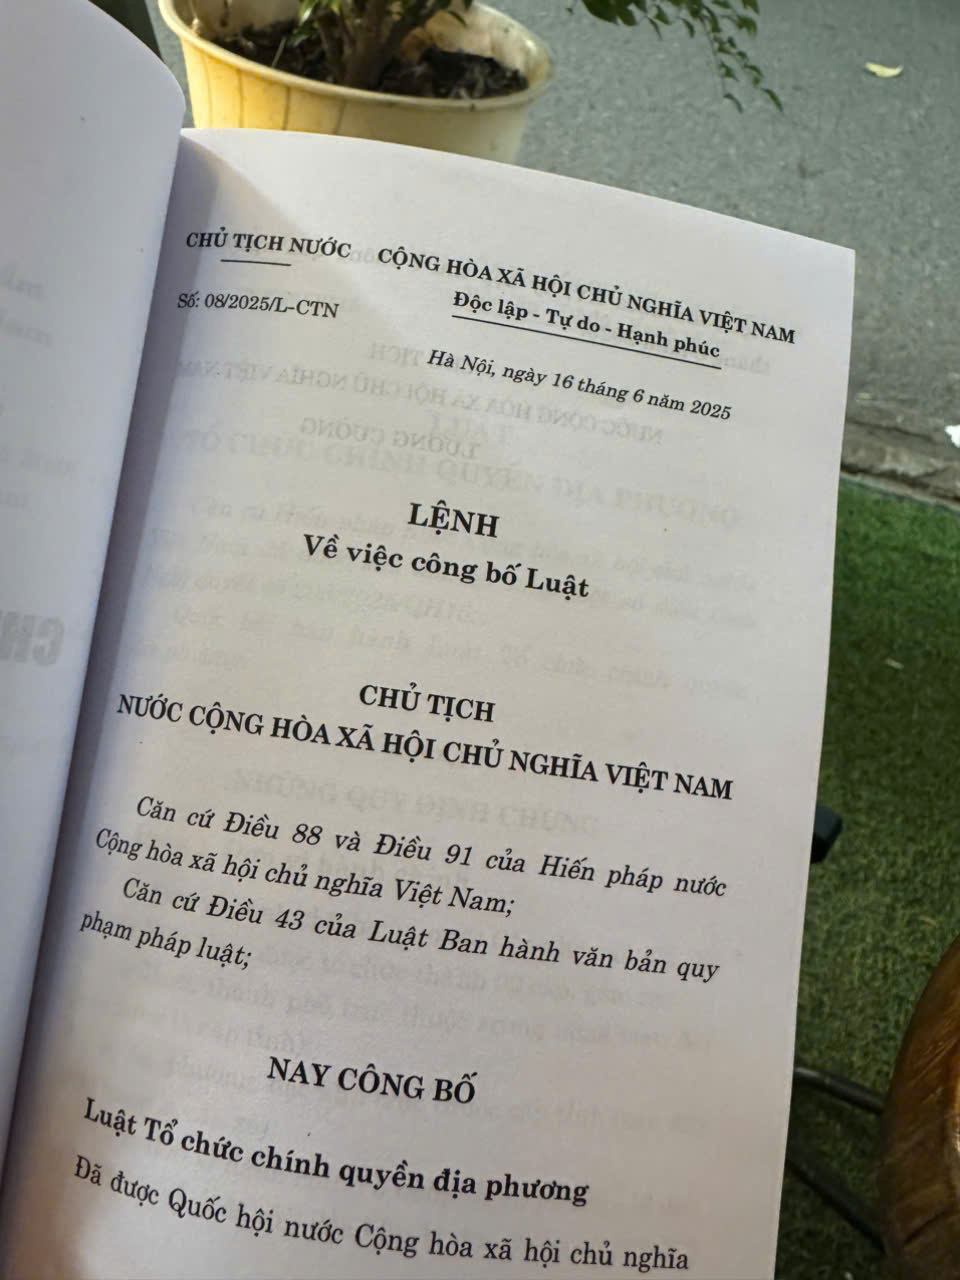 CHỦ TỊCH NƯỚC
CỘNG HÒA XÃ HỘI CHỦ NGHĨA VIỆT NAM
Độc lập - Tự do - Hạnh phúc
Số: 08/2025/L-CTN
Hà Nội, ngày 16 tháng 6 năm 2025
LỆNH
Về việc công bố Luật
CHỦ TỊCH
NƯỚC CỘNG HÒA XÃ HỘI CHỦ NGHĨA VIỆT NAM
Căn cứ Điều 88 và Điều 91 của Hiến pháp nước
Cộng hòa xã hội chủ nghĩa Việt Nam;
Căn cứ Điều 43 của Luật Ban hành văn bản quy
phạm pháp luật;
NAY CÔNG BỐ
Luật Tổ chức chính quyền địa phương
Đã được Quốc hội nước Cộng hòa xã hội chủ nghĩa